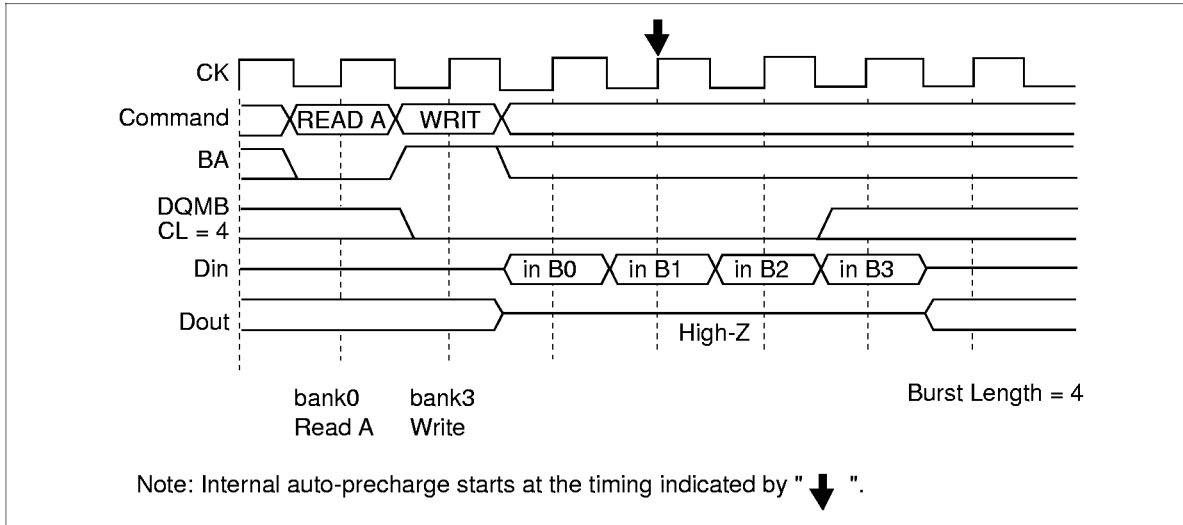 CK
Command READ A WRIT
BA
DQMB
CL = 4
Din in B0 in B1 in B2 in B3
Dout
High-Z
bank0 bank3 Burst Length = 4
Read A Write
Note: Internal auto-precharge starts at the timing indicated by " ".